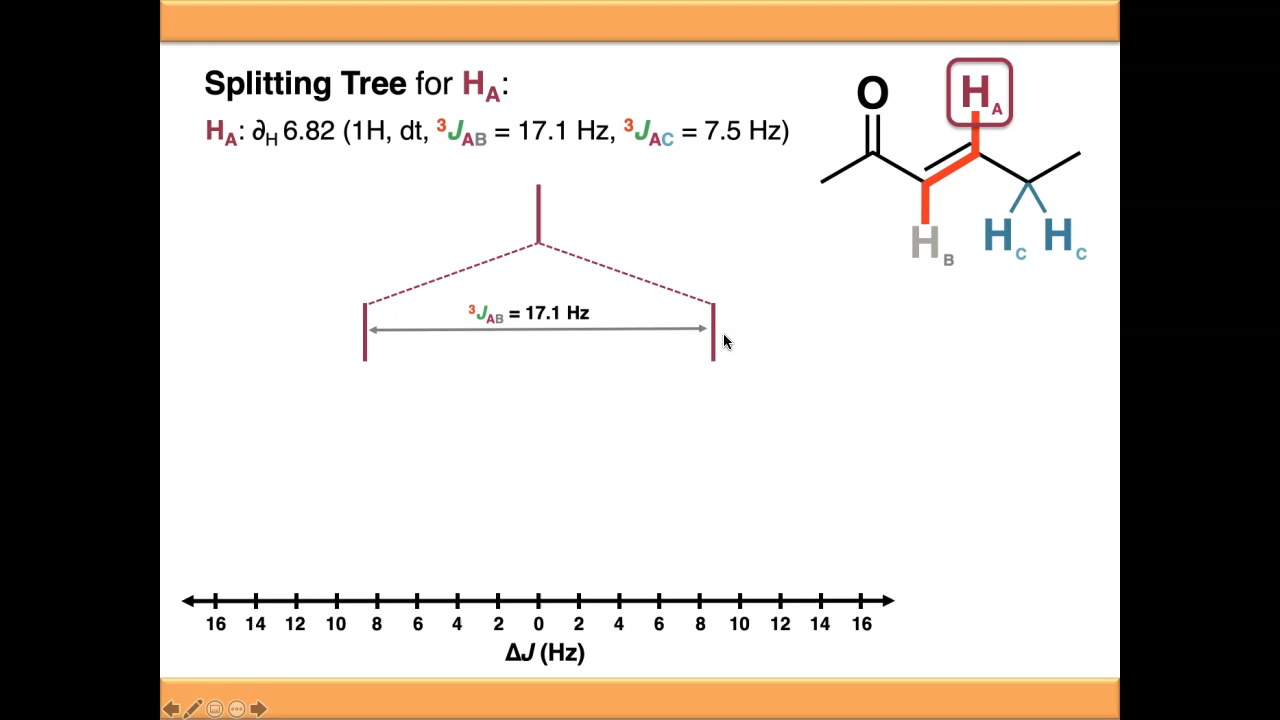 Splitting Tree for HA:
HA: ∂H 6.82 (1H, dt, 3JAB = 17.1 Hz, 3JAC = 7.5 Hz)
O
HA
HB
HC HC
3JAB = 17.1 Hz
16 14 12 10 8 6 4 2 0 2 4 6 8 10 12 14 16
ΔJ (Hz)